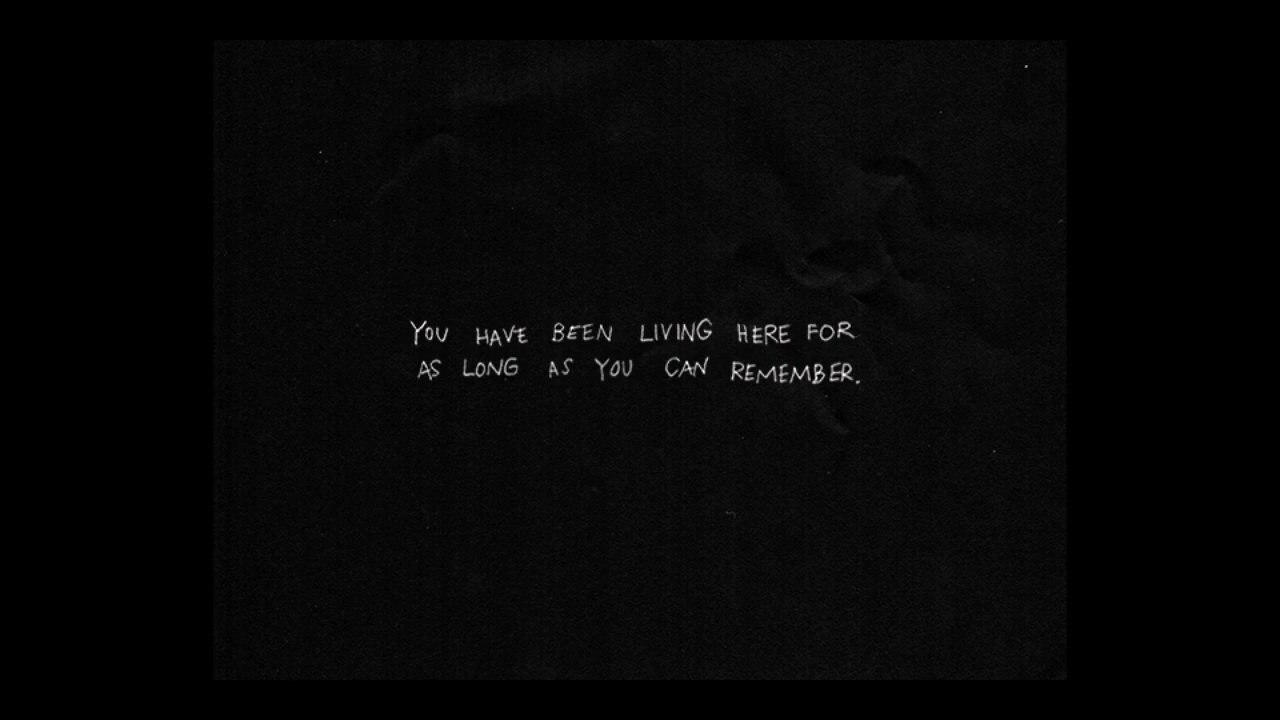 YOU HAVE BEEN LIVING HERE FOR
AS LONG AS YOU CAN REMEMBER.